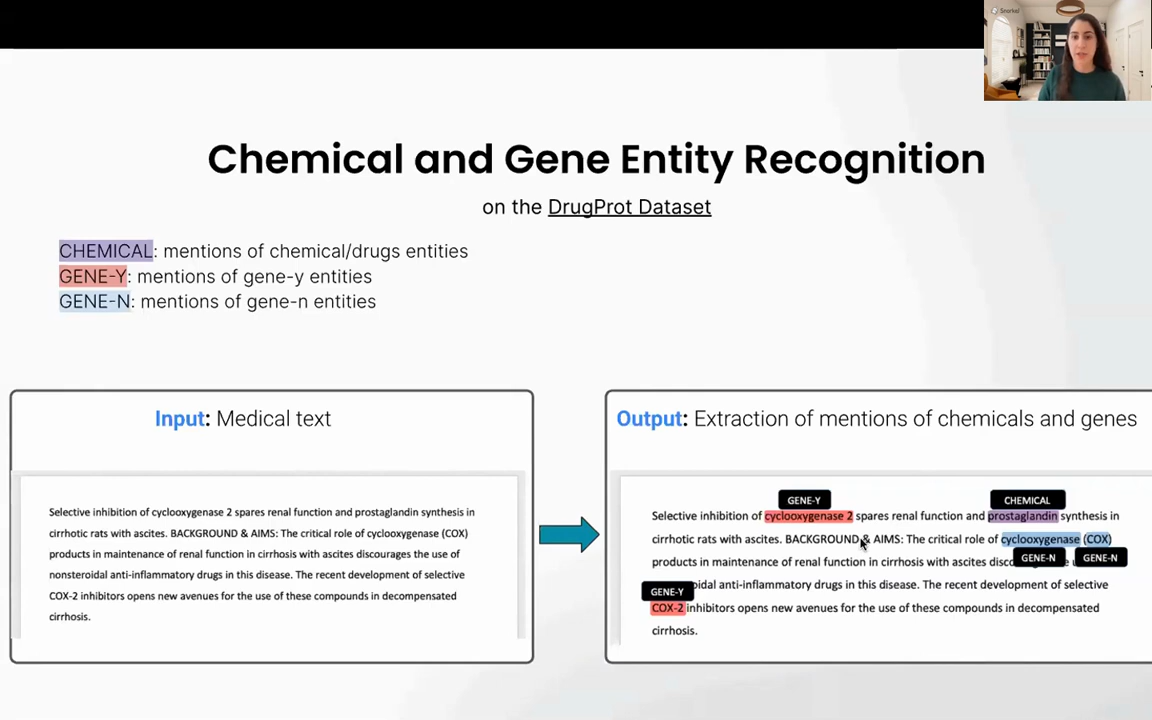 Snorkel
Chemical and Gene Entity Recognition
on the DrugProt Dataset
CHEMICAL: mentions of chemical/drugs entities
GENE-Y: mentions of gene-y entities
GENE-N: mentions of gene-n entities
Input: Medical text
Selective inhibition of cyclooxygenase 2 spares renal function and prostaglandin synthesis in
cirrhotic rats with ascites. BACKGROUND & AIMS: The critical role of cyclooxygenase (COX)
products in maintenance of renal function in cirrhosis with ascites discourages the use of
nonsteroidal anti-inflammatory drugs in this disease. The recent development of selective
COX-2 inhibitors opens new avenues for the use of these compounds in decompensated
cirrhosis.
Output: Extraction of mentions of chemicals and genes
GENE-Y CHEMICAL
Selective inhibition of cyclooxygenase 2 spares renal function and prostaglandin synthesis in
cirrhotic rats with ascites. BACKGROUND & AIMS: The critical role of cyclooxygenase (COX)
GENE-N GENE-N
products in maintenance of renal function in cirrhosis with ascites disc
GENE-Y
oidal anti-inflammatory drugs in this disease. The recent development of selective
COX-2 inhibitors opens new avenues for the use of these compounds in decompensated
cirrhosis.